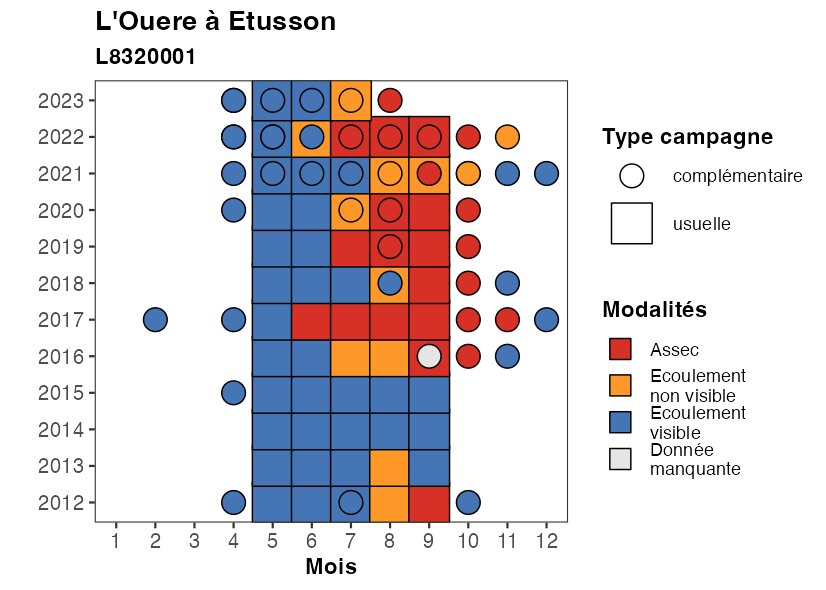 L'Ouere à Etusson
L8320001
2023
2022
2021
2020
2019
2018
2017
2016
2015
2014
2013
2012
1 2 3 4 5 6 7 8 9 10 11 12
Mois
Type campagne
complémentaire
usuelle
Modalités
Assec
Ecoulement
non visible
Ecoulement
visible
Donnée
manquante